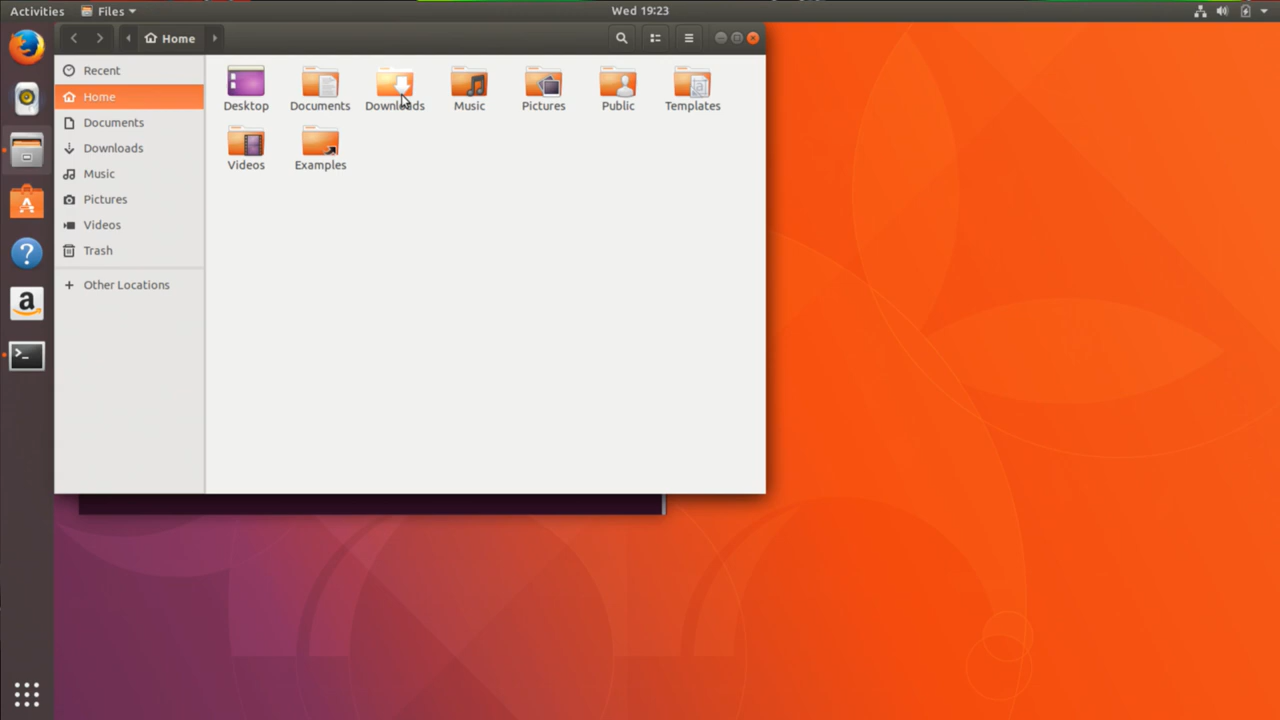 Activities Files Wed 19:23
Home
Recent
Home
Documents
Downloads
Music
Pictures
Videos
Trash
Other Locations
Desktop Documents Downloads Music Pictures Public Templates
Videos Examples